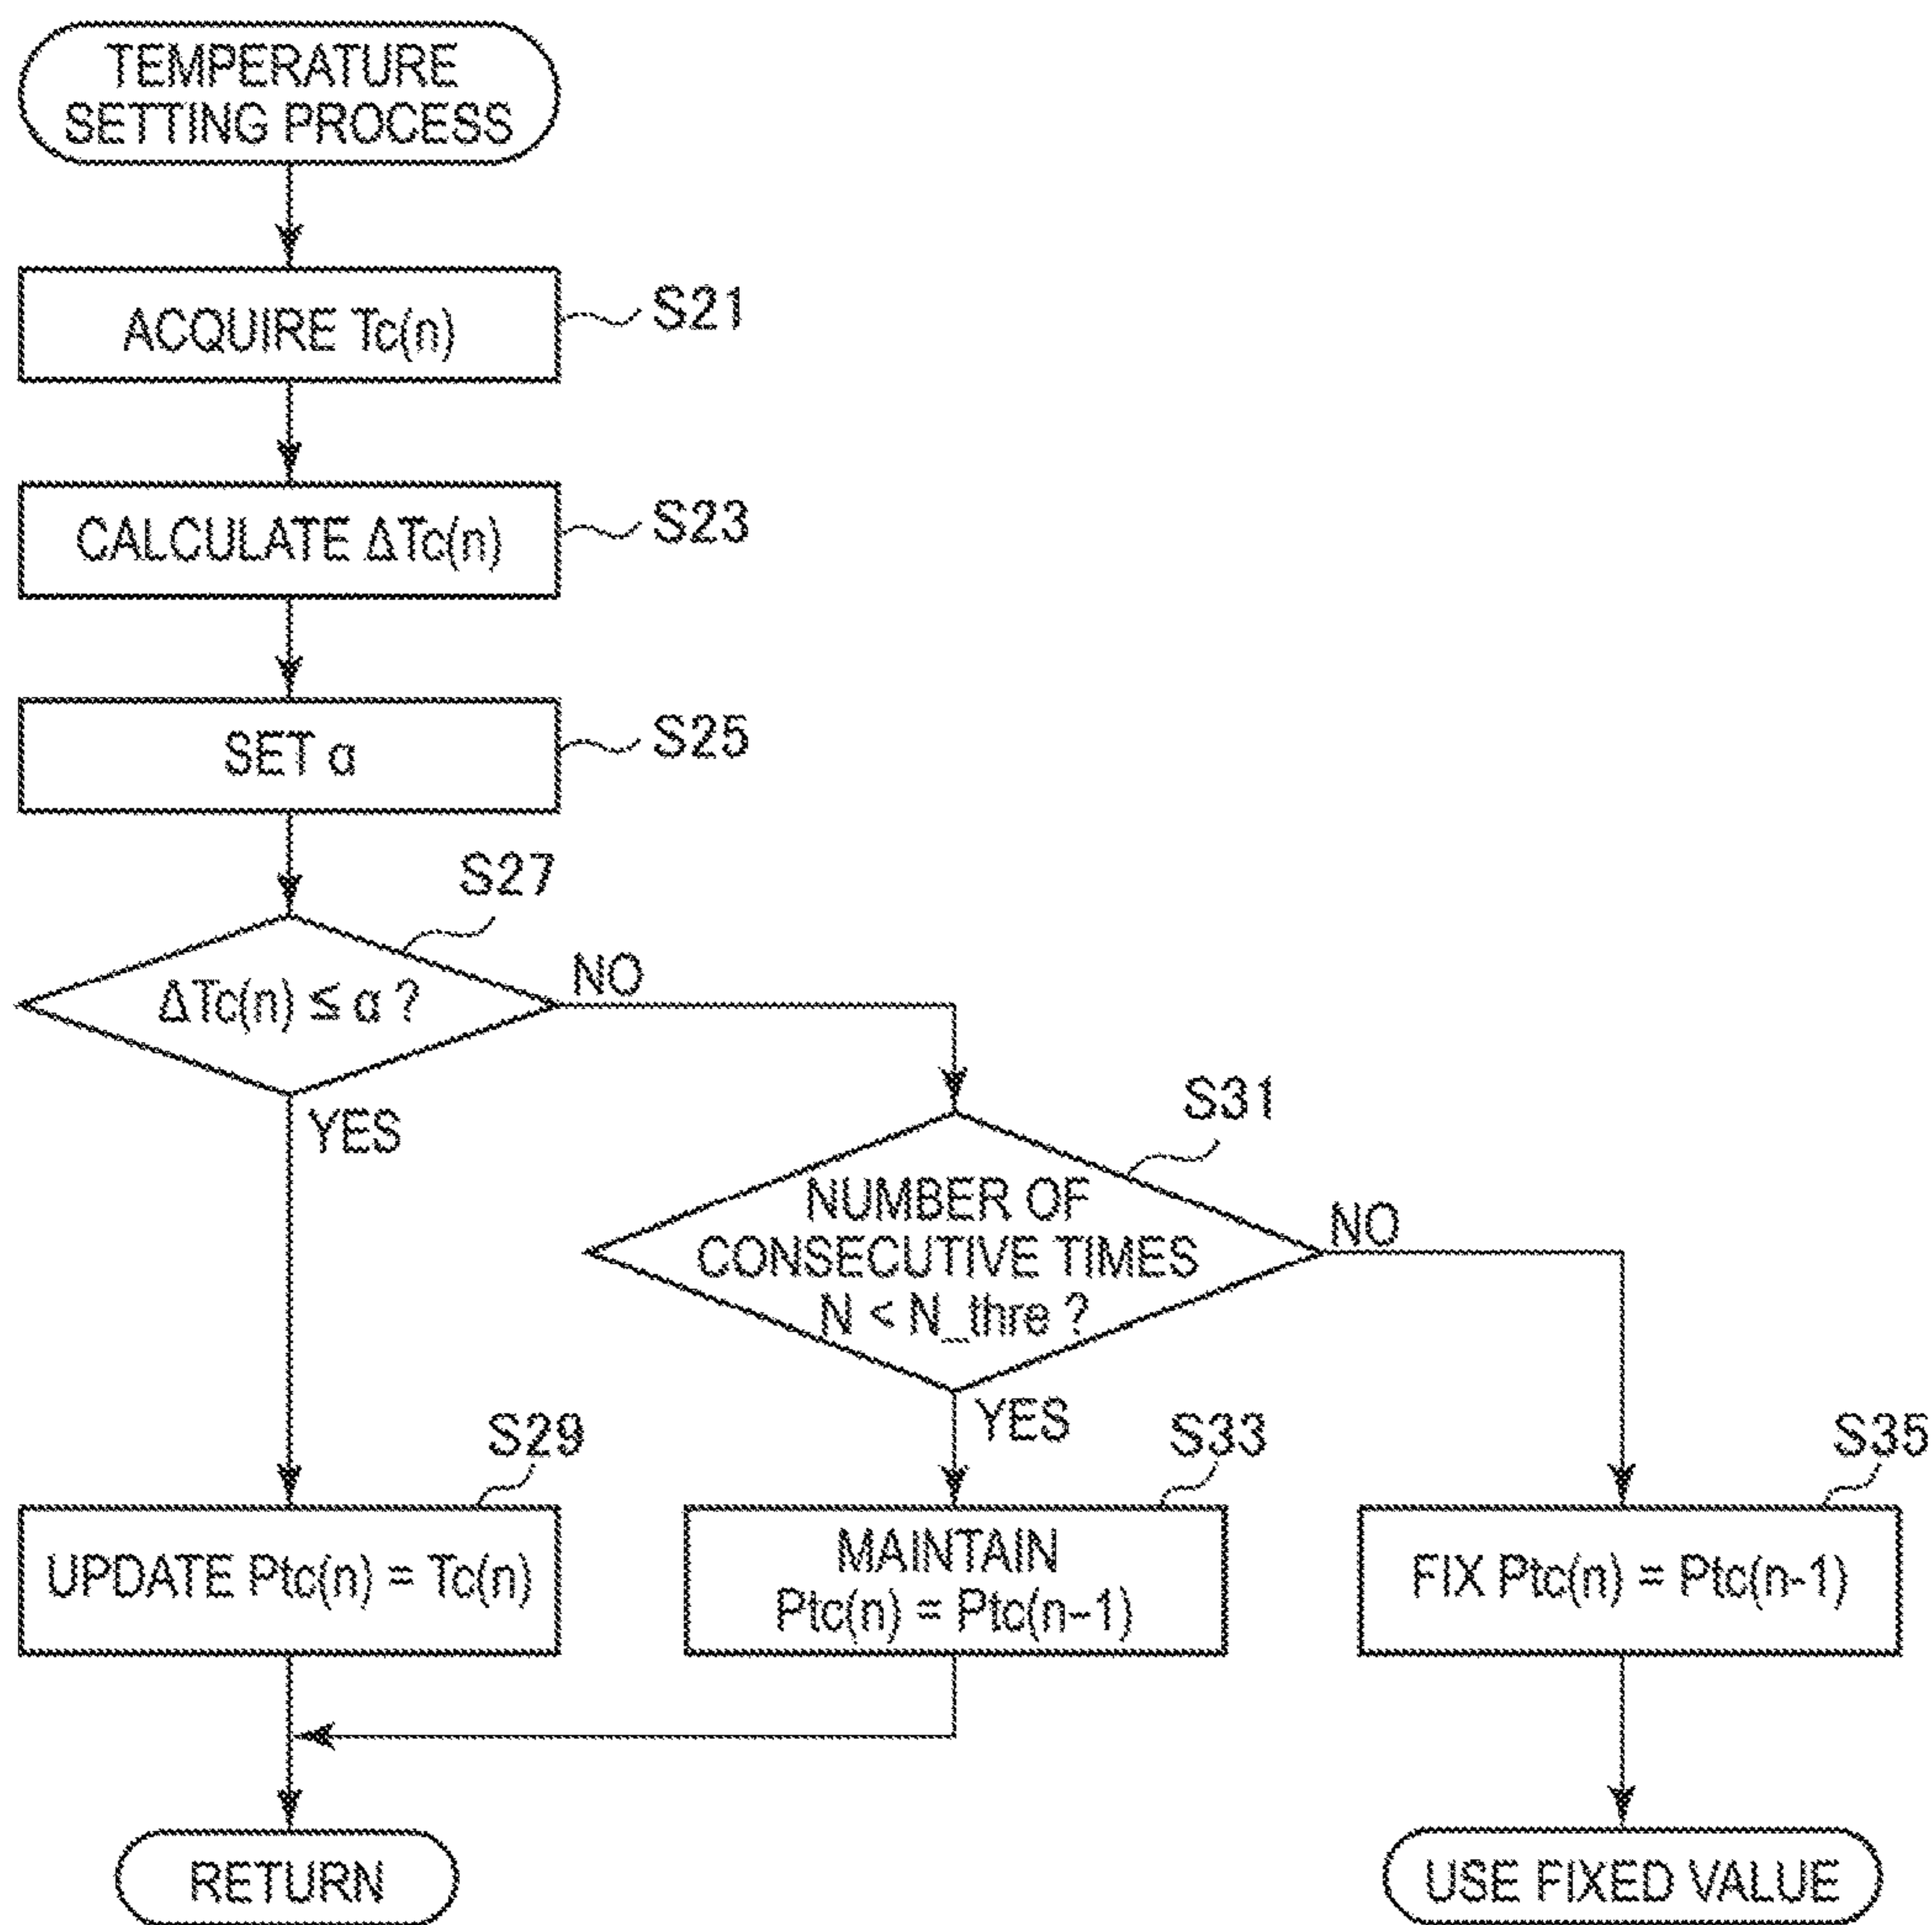 TEMPERATURE
SETTING PROCESS
ACQUIRE Tc(n)
S21
CALCULATE ΔTc(n)
S23
SET α
S25
S27
ΔTc(n) ≤ α ?
NO
YES
S31
NUMBER OF
CONSECUTIVE TIMES
N < N_thre ?
NO
YES
S29
UPDATE Ptc(n) = Tc(n)
S33
MAINTAIN
Ptc(n) = Ptc(n-1)
S35
FIX Ptc(n) = Ptc(n-1)
RETURN
USE FIXED VALUE